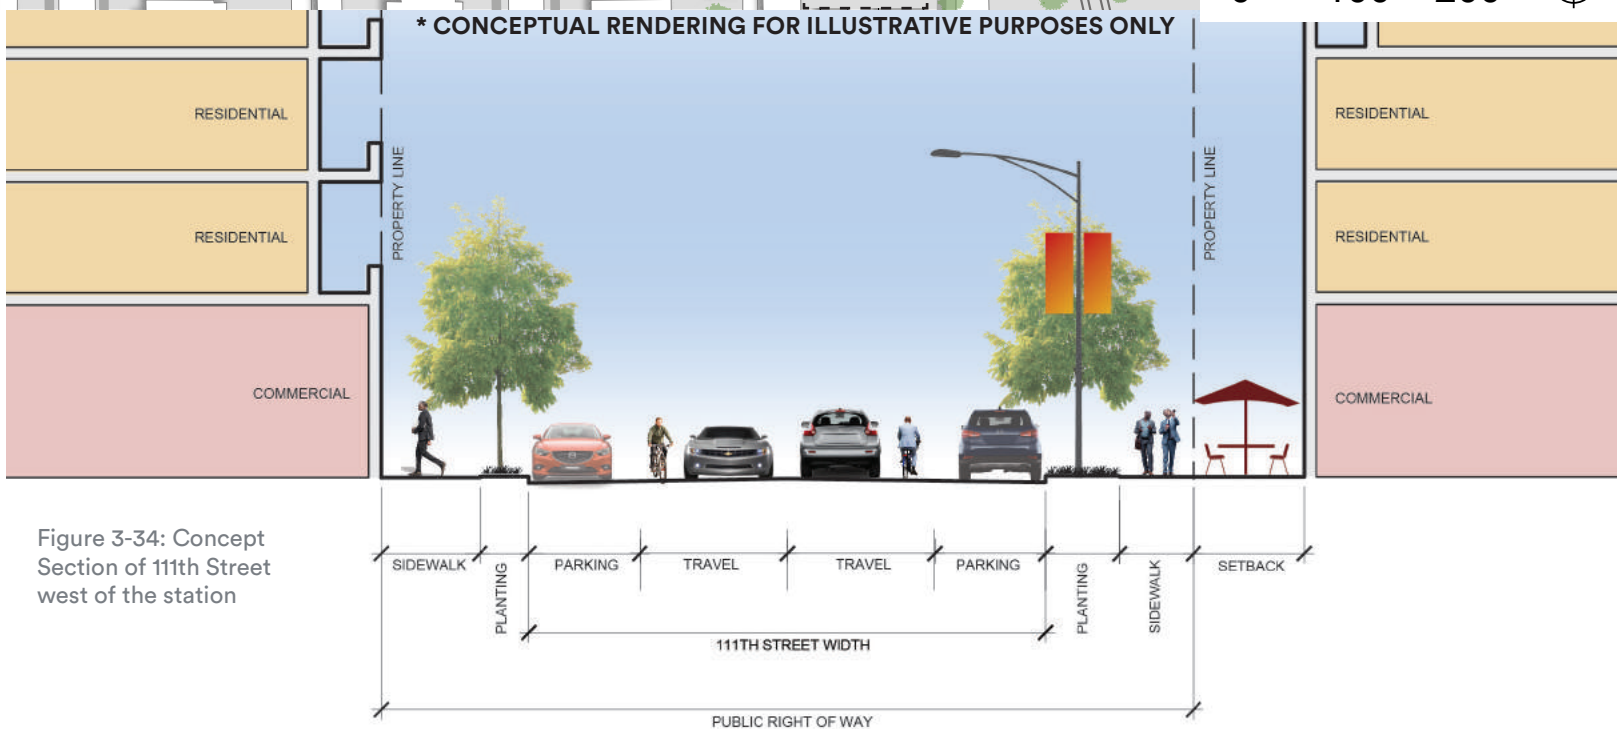 * CONCEPTUAL RENDERING FOR ILLUSTRATIVE PURPOSES ONLY
RESIDENTIAL
RESIDENTIAL
PROPERTY LINE
PROPERTY LINE
RESIDENTIAL
RESIDENTIAL
COMMERCIAL
COMMERCIAL
Figure 3-34: Concept
Section of 111th Street
west of the station
SIDEWALK
PLANTING
PARKING
TRAVEL
TRAVEL
PARKING
PLANTING
SIDEWALK
SETBACK
111TH STREET WIDTH
PUBLIC RIGHT OF WAY